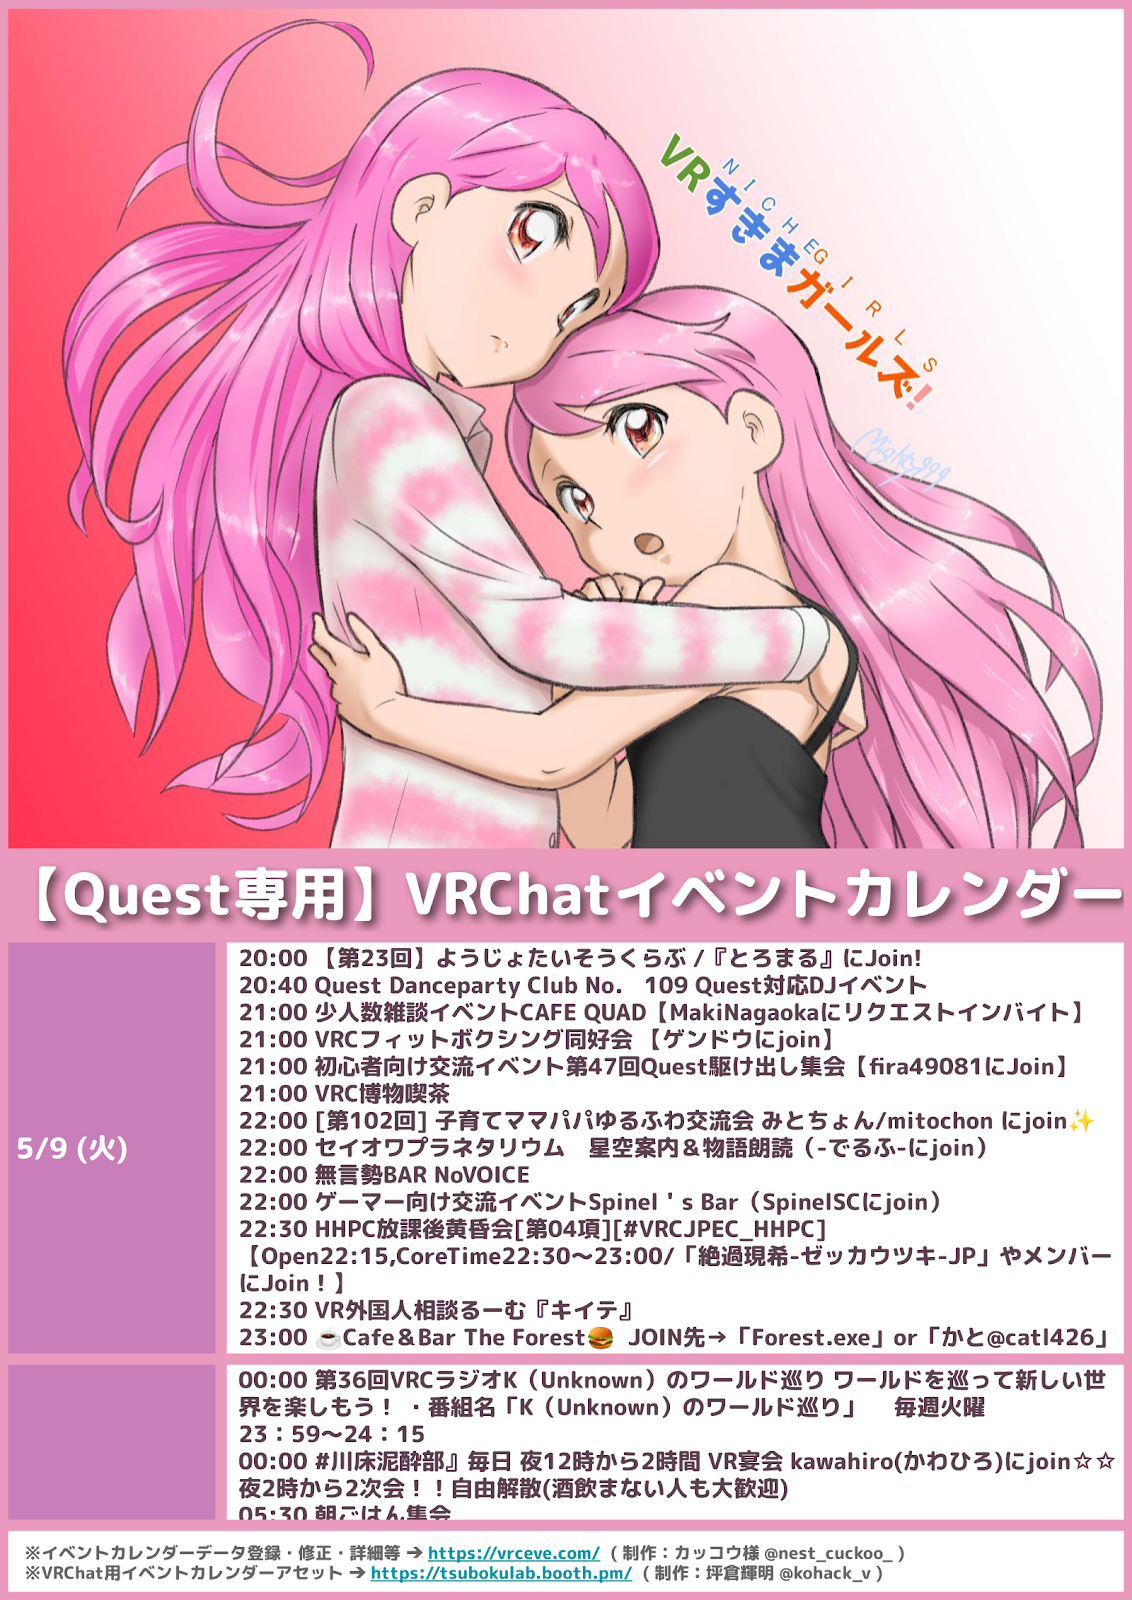 VRすきまガールズ!
NICHE GIRLS
Mighty999
【Quest専用】VRChatイベントカレンダー
5/9 (火)
20:00 【第23回】ようじょたいそうくらぶ /『とろまる』にJoin!
20:40 Quest Danceparty Club No. 109 Quest対応DJイベント
21:00 少人数雑談イベントCAFE QUAD【MakiNagaokaにリクエストインバイト】
21:00 VRCフィットボクシング同好会 【ゲンドウにjoin】
21:00 初心者向け交流イベント第47回Quest駆け出し集会【fira49081にJoin】
21:00 VRC博物喫茶
22:00 [第102回] 子育てママパパゆるふわ交流会 みとちょん/mitochon にjoin✨
22:00 セイオワプラネタリウム 星空案内＆物語朗読（-でるふ-にjoin）
22:00 無言勢BAR NoVOICE
22:00 ゲーマー向け交流イベントSpinel＇s Bar（SpinelSCにjoin）
22:30 HHPC放課後黄昏会[第04項][#VRCJPEC_HHPC]
【Open22:15,CoreTime22:30〜23:00/「絶過現希-ゼッカウツキ-JP」やメンバー
にJoin！】
22:30 VR外国人相談るーむ『キイテ』
23:00 ☕Cafe＆Bar The Forest🍔 JOIN先→「Forest.exe」or「かと@catl426」
00:00 第36回VRCラジオK（Unknown）のワールド巡り ワールドを巡って新しい世
界を楽しもう！ ・番組名「K（Unknown）のワールド巡り」 毎週火曜
23：59〜24：15
00:00 #川床泥酔部』毎日 夜12時から2時間 VR宴会 kawahiro(かわひろ)にjoin☆☆
夜2時から2次会！！自由解散(酒飲まない人も大歓迎)
05:30 朝ごはん集会
※イベントカレンダーデータ登録・修正・詳細等 ➔ https://vrceve.com/ （制作：カッコウ様 @nest_cuckoo_ ）
※VRChat用イベントカレンダーアセット ➔ https://tsubokulab.booth.pm/ （制作：坪倉輝明 @kohack_v ）